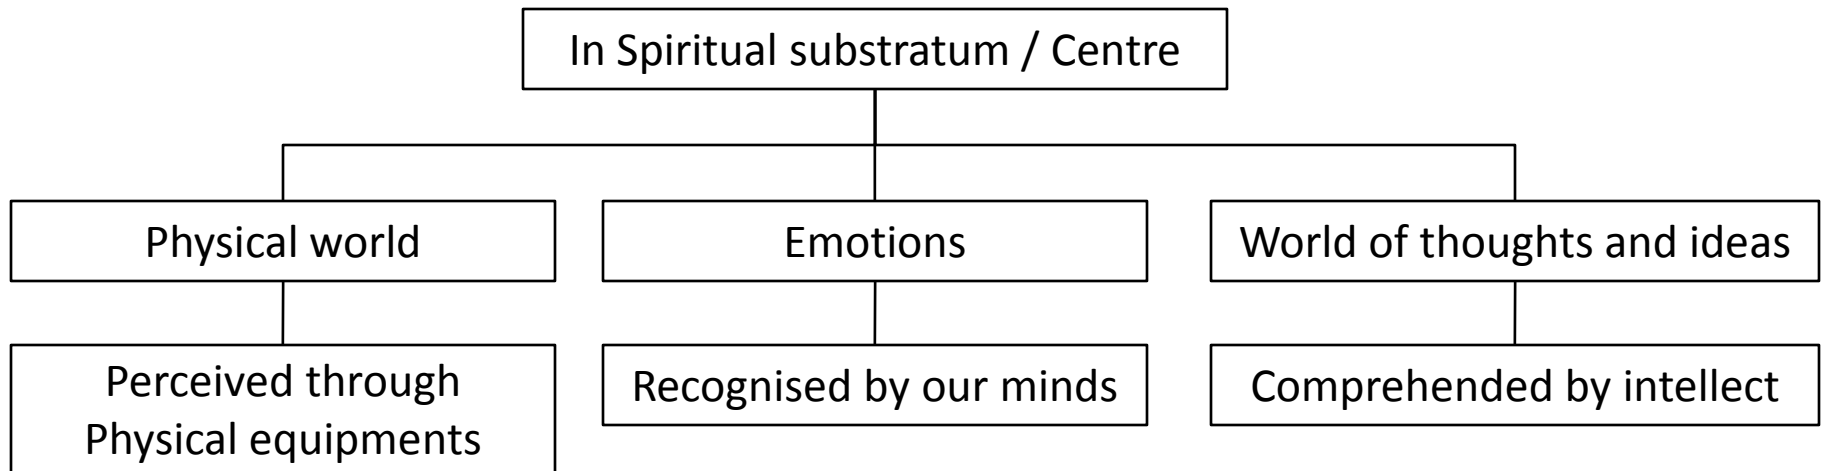 In Spiritual substratum / Centre
Physical world
Emotions
World of thoughts and ideas
Perceived through
Physical equipments
Recognised by our minds
Comprehended by intellect